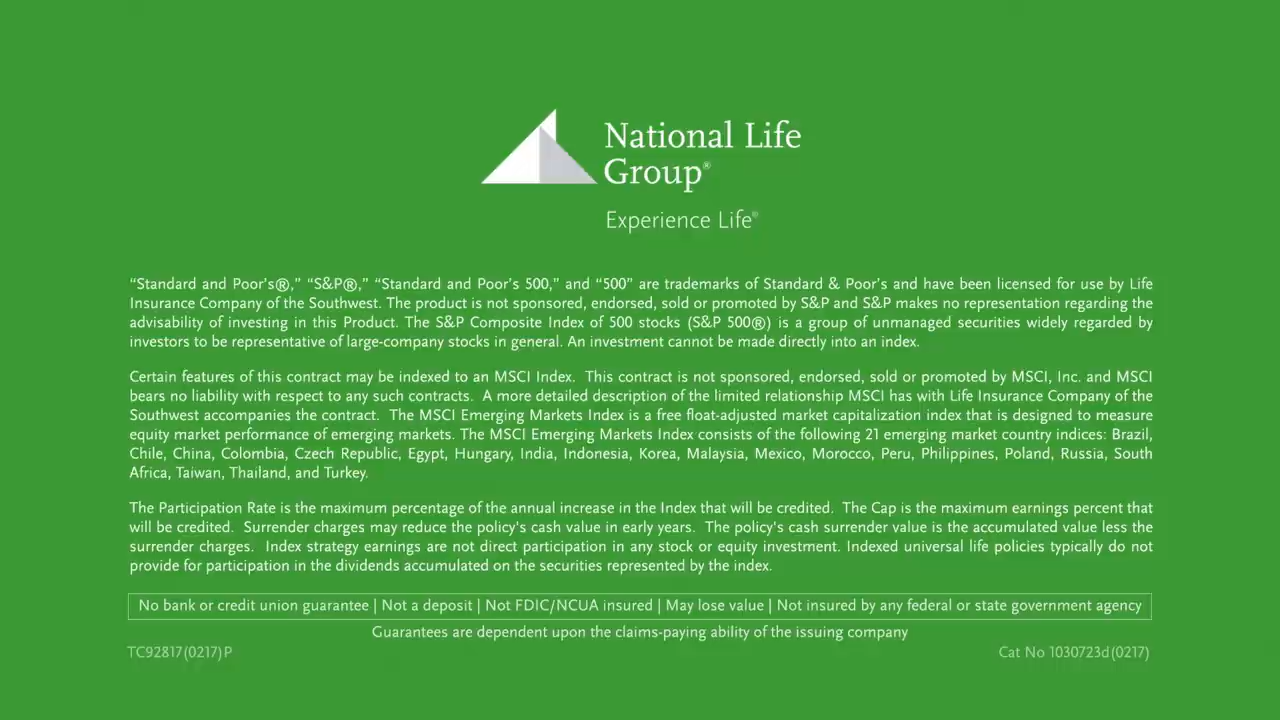 National Life
Group®
Experience Life®
“Standard and Poor’s®,” “S&P®,” “Standard and Poor’s 500,” and “500” are trademarks of Standard & Poor’s and have been licensed for use by Life
Insurance Company of the Southwest. The product is not sponsored, endorsed, sold or promoted by S&P and S&P makes no representation regarding the
advisability of investing in this Product. The S&P Composite Index of 500 stocks (S&P 500®) is a group of unmanaged securities widely regarded by
investors to be representative of large-company stocks in general. An investment cannot be made directly into an index.
Certain features of this contract may be indexed to an MSCI Index. This contract is not sponsored, endorsed, sold or promoted by MSCI, Inc. and MSCI
bears no liability with respect to any such contracts. A more detailed description of the limited relationship MSCI has with Life Insurance Company of the
Southwest accompanies the contract. The MSCI Emerging Markets Index is a free float-adjusted market capitalization index that is designed to measure
equity market performance of emerging markets. The MSCI Emerging Markets Index consists of the following 21 emerging market country indices: Brazil,
Chile, China, Colombia, Czech Republic, Egypt, Hungary, India, Indonesia, Korea, Malaysia, Mexico, Morocco, Peru, Philippines, Poland, Russia, South
Africa, Taiwan, Thailand, and Turkey.
The Participation Rate is the maximum percentage of the annual increase in the Index that will be credited. The Cap is the maximum earnings percent that
will be credited. Surrender charges may reduce the policy's cash value in early years. The policy's cash surrender value is the accumulated value less the
surrender charges. Index strategy earnings are not direct participation in any stock or equity investment. Indexed universal life policies typically do not
provide for participation in the dividends accumulated on the securities represented by the index.
No bank or credit union guarantee | Not a deposit | Not FDIC/NCUA insured | May lose value | Not insured by any federal or state government agency
Guarantees are dependent upon the claims-paying ability of the issuing company
TC92817(0217)P
Cat No 1030723d(0217)